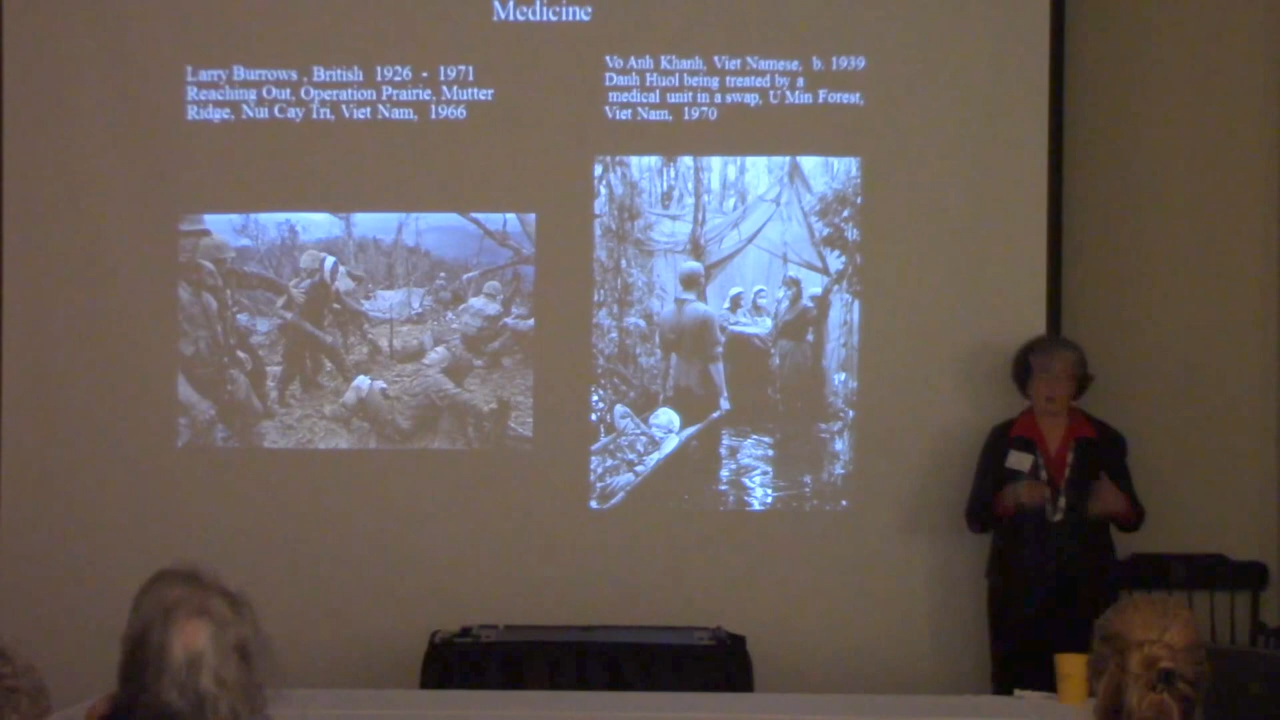 Medicine
Larry Burrows , British 1926 - 1971
Reaching Out, Operation Prairie, Mutter
Ridge, Nui Cay Tri, Viet Nam, 1966
Vo Anh Khanh, Viet Namese, b. 1939
Danh Huol being treated by a
medical unit in a swap, U Min Forest,
Viet Nam, 1970